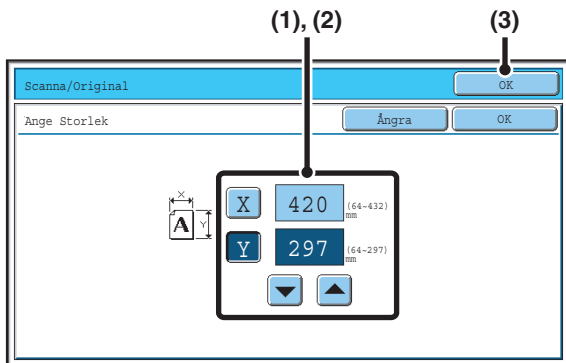 (1), (2) (3)
Scanna/Original OK
Ange Storlek Ångra OK
X
X 420 (64~432)
mm
A Y
Y 297 (64~297)
mm